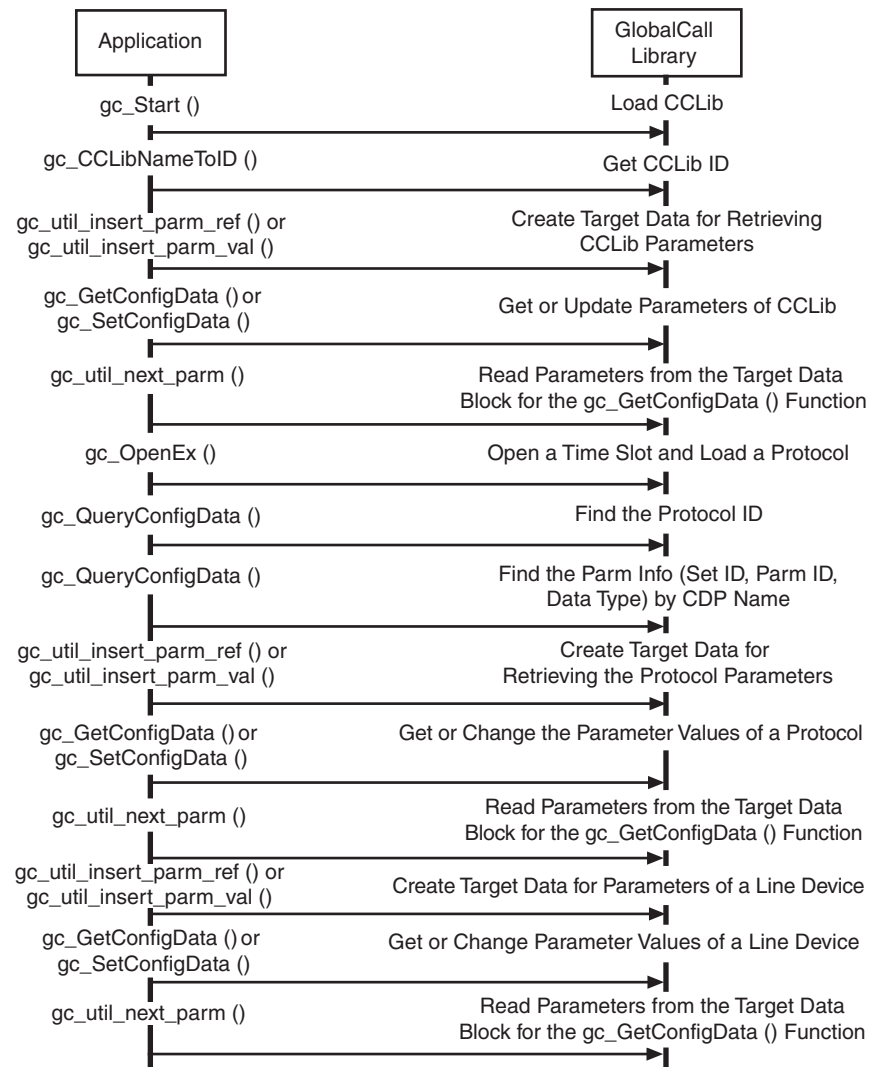 Application
GlobalCall
Library
gc_Start ()
Load CCLib
gc_CCLibNameToID ()
Get CCLib ID
gc_util_insert_parm_ref () or
gc_util_insert_parm_val ()
Create Target Data for Retrieving
CCLib Parameters
gc_GetConfigData () or
gc_SetConfigData ()
Get or Update Parameters of CCLib
gc_util_next_parm ()
Read Parameters from the Target Data
Block for the gc_GetConfigData () Function
gc_OpenEx ()
Open a Time Slot and Load a Protocol
gc_QueryConfigData ()
Find the Protocol ID
gc_QueryConfigData ()
Find the Parm Info (Set ID, Parm ID,
Data Type) by CDP Name
gc_util_insert_parm_ref () or
gc_util_insert_parm_val ()
Create Target Data for
Retrieving the Protocol Parameters
gc_GetConfigData () or
gc_SetConfigData ()
Get or Change the Parameter Values of a Protocol
gc_util_next_parm ()
Read Parameters from the Target Data
Block for the gc_GetConfigData () Function
gc_util_insert_parm_ref () or
gc_util_insert_parm_val ()
Create Target Data for Parameters of a Line Device
gc_GetConfigData () or
gc_SetConfigData ()
Get or Change Parameter Values of a Line Device
gc_util_next_parm ()
Read Parameters from the Target Data
Block for the gc_GetConfigData () Function